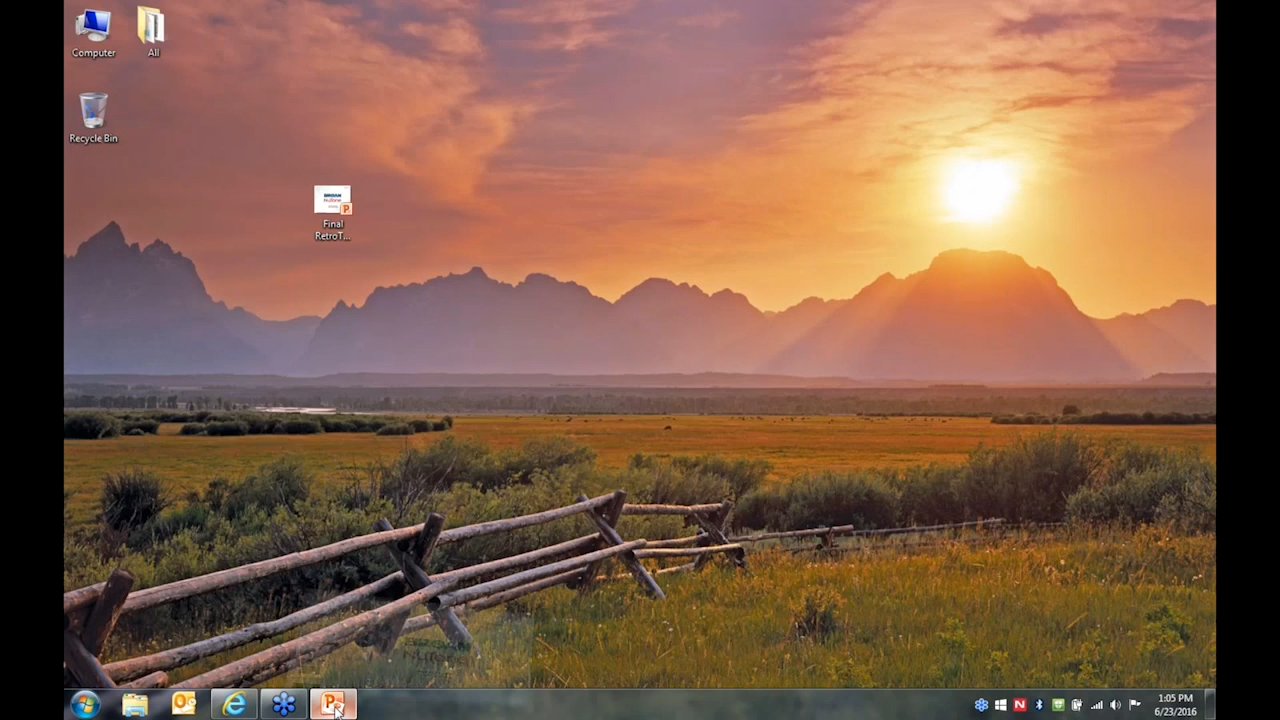 Computer
All
Recycle Bin
Final
RetroT...
1:05 PM
6/23/2016